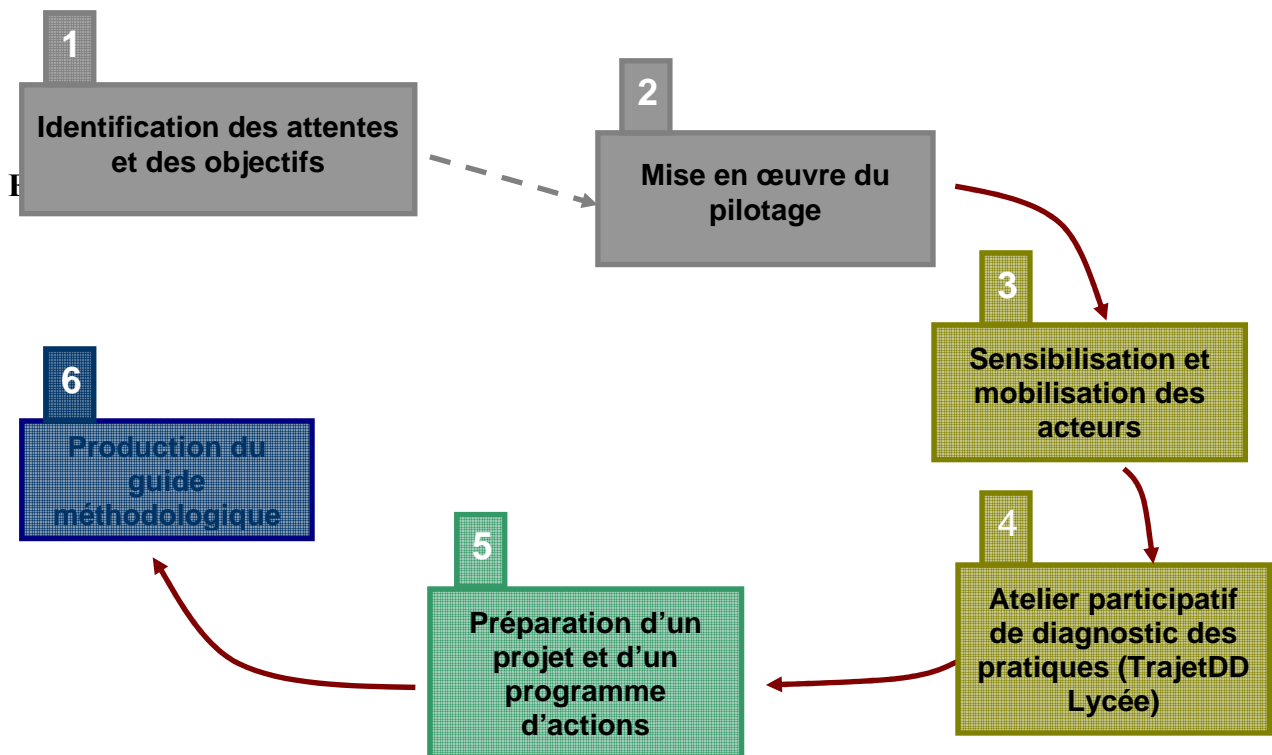 1
Identification des attentes
et des objectifs
2
Mise en œuvre du
pilotage
3
Sensibilisation et
mobilisation des
acteurs
4
Atelier participatif
de diagnostic des
pratiques (TrajetDD
Lycée)
5
Préparation d’un
projet et d’un
programme
d’actions
6
Production du
guide
méthodologique